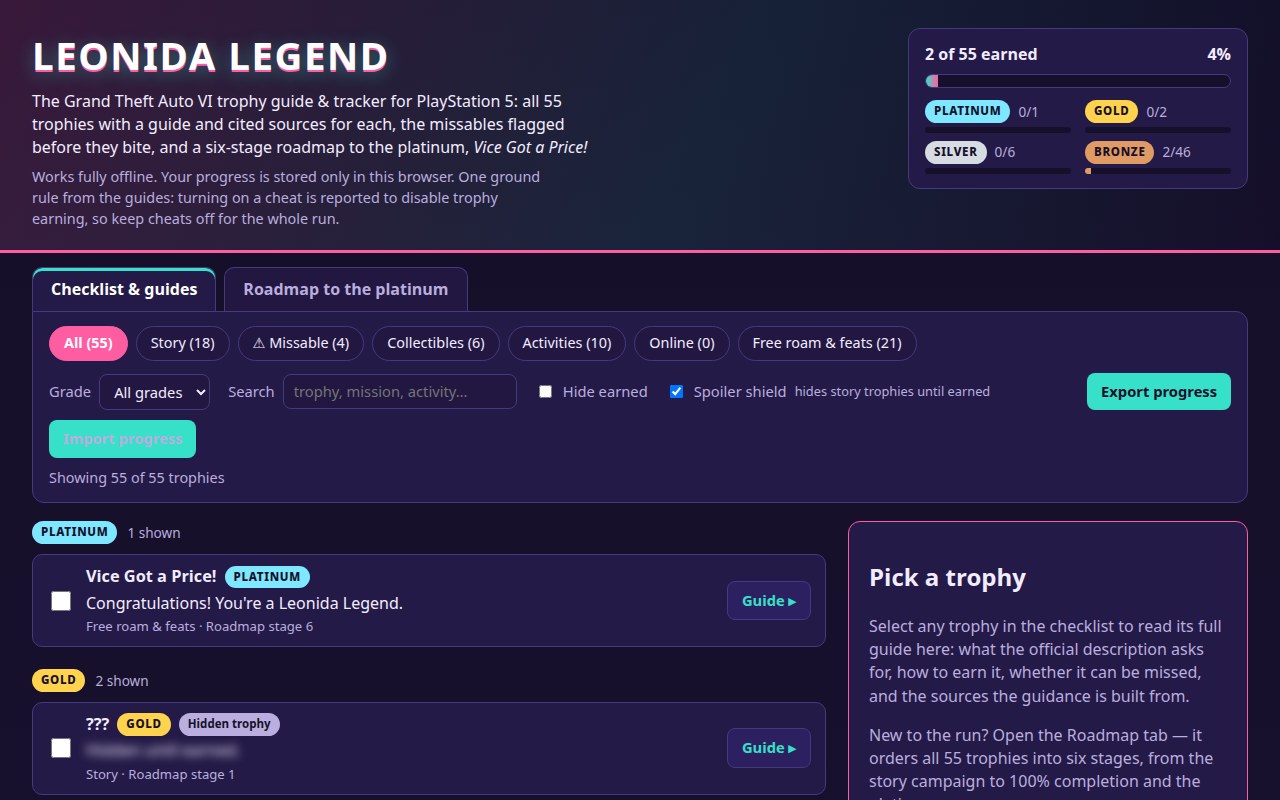 LEONIDA LEGEND
The Grand Theft Auto VI trophy guide & tracker for PlayStation 5: all 55
trophies with a guide and cited sources for each, the missables flagged
before they bite, and a six-stage roadmap to the platinum, Vice Got a Price!
Works fully offline. Your progress is stored only in this browser. One ground
rule from the guides: turning on a cheat is reported to disable trophy
earning, so keep cheats off for the whole run.
2 of 55 earned 4%
PLATINUM 0/1 GOLD 0/2
SILVER 0/6 BRONZE 2/46
Checklist & guides Roadmap to the platinum
All (55) Story (18) ⚠ Missable (4) Collectibles (6) Activities (10) Online (0) Free roam & feats (21)
Grade All grades Search trophy, mission, activity... Hide earned Spoiler shield hides story trophies until earned Export progress
Import progress
Showing 55 of 55 trophies
PLATINUM 1 shown
Vice Got a Price! PLATINUM
Congratulations! You're a Leonida Legend.
Free roam & feats · Roadmap stage 6
Guide ▸
GOLD 2 shown
??? GOLD Hidden trophy
Hidden until earned.
Story · Roadmap stage 1
Guide ▸
Pick a trophy
Select any trophy in the checklist to read its full
guide here: what the official description asks
for, how to earn it, whether it can be missed,
and the sources the guidance is built from.
New to the run? Open the Roadmap tab — it
orders all 55 trophies into six stages, from the
story campaign to 100% completion and the